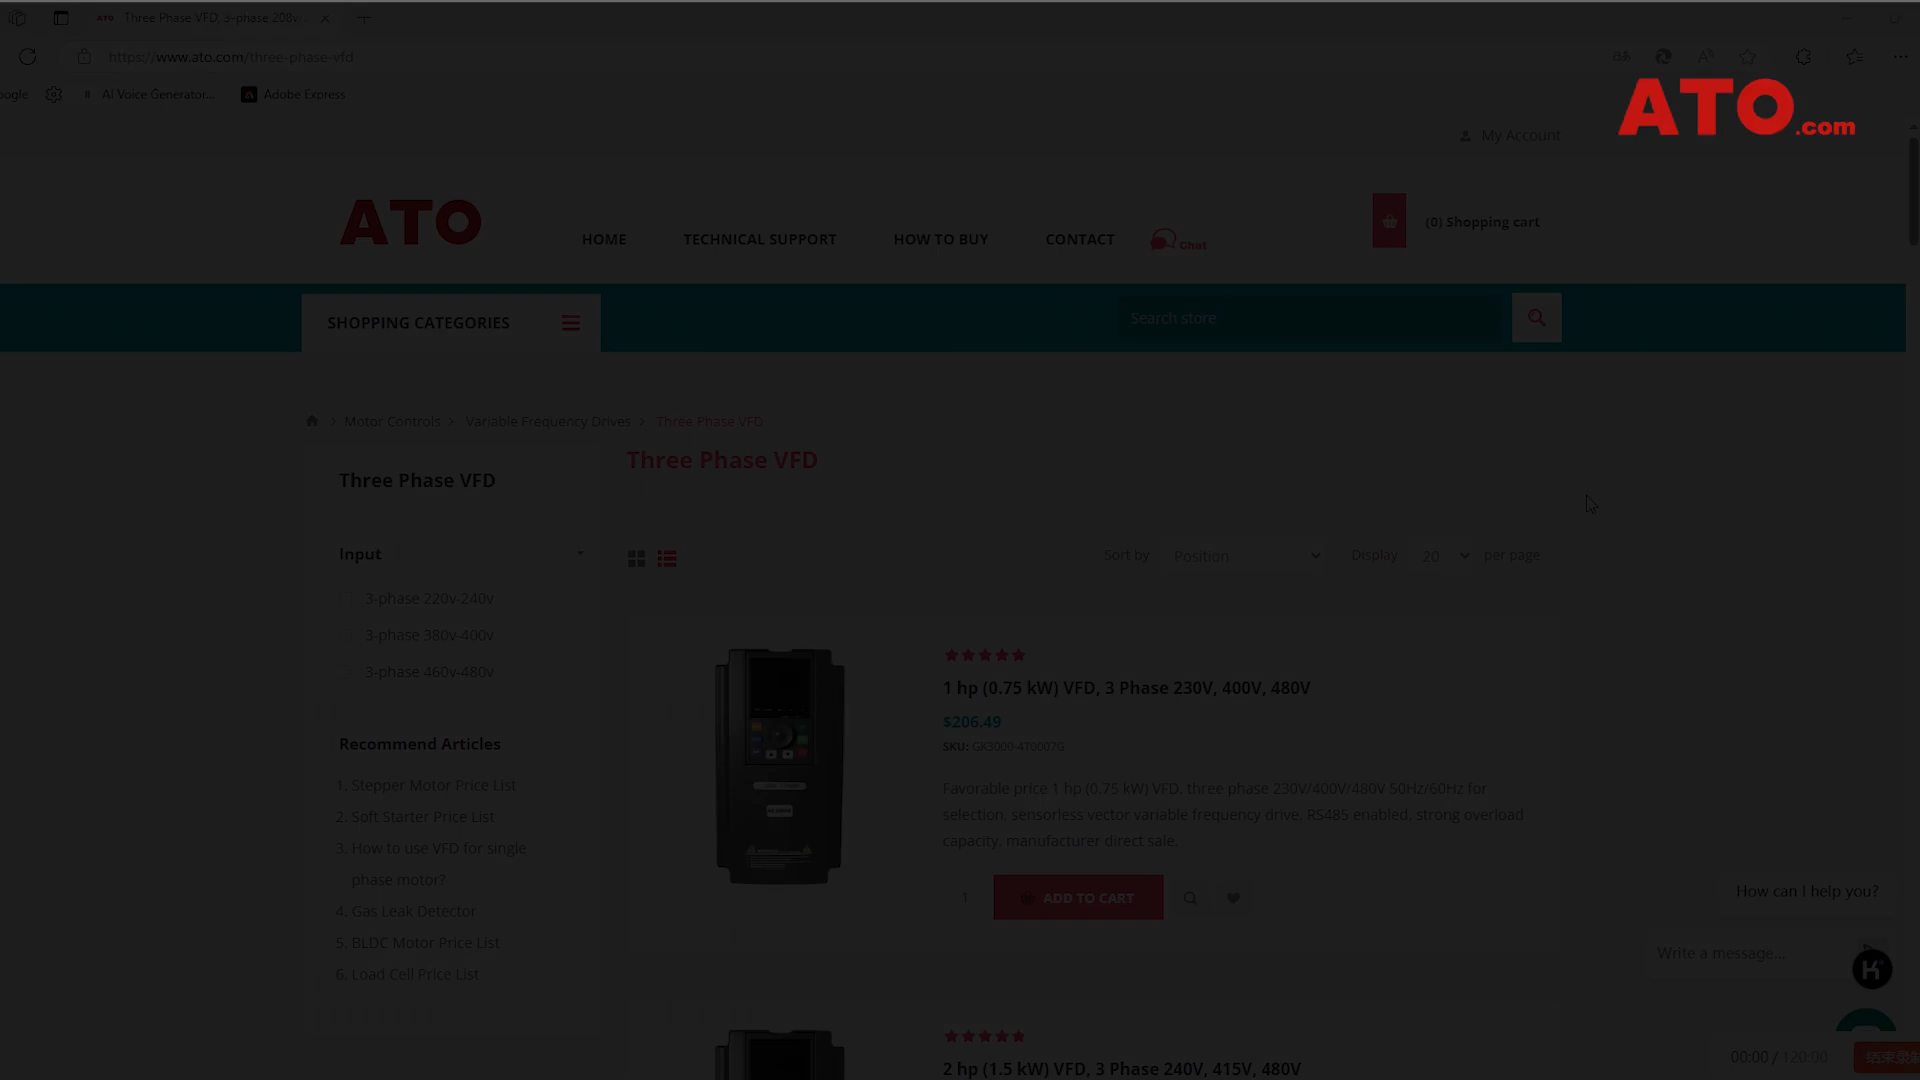 ATO Three Phase VFD, 3-phase 208v
https://www.ato.com/three-phase-vfd
oogle
AI Voice Generator...
Adobe Express
ATO.com
My Account
ATO
HOME
TECHNICAL SUPPORT
HOW TO BUY
CONTACT
Chat
(0) Shopping cart
SHOPPING CATEGORIES
Search store
Motor Controls > Variable Frequency Drives > Three Phase VFD
Three Phase VFD
Three Phase VFD
Input
3-phase 220v-240v
3-phase 380v-400v
3-phase 460v-480v
Recommend Articles
1. Stepper Motor Price List
2. Soft Starter Price List
3. How to use VFD for single
phase motor?
4. Gas Leak Detector
5. BLDC Motor Price List
6. Load Cell Price List
Sort by Position Display 20 per page
1 hp (0.75 kW) VFD, 3 Phase 230V, 400V, 480V
$206.49
SKU: GK3000-4T0007G
Favorable price 1 hp (0.75 kW) VFD, three phase 230V/400V/480V 50Hz/60Hz for
selection, sensorless vector variable frequency drive, RS485 enabled, strong overload
capacity, manufacturer direct sale.
1
ADD TO CART
2 hp (1.5 kW) VFD, 3 Phase 240V, 415V, 480V
How can I help you?
Write a message...
00:00 / 120:00
结束录制